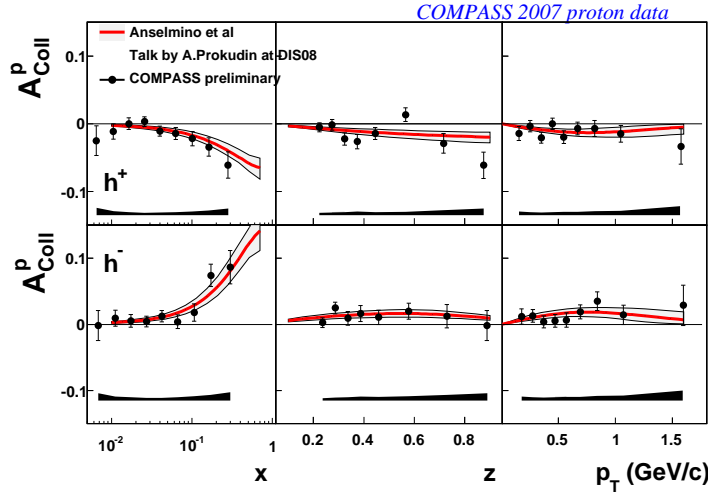 COMPASS 2007 proton data
Anselmino et al
Talk by A.Prokudin at DIS08
COMPASS preliminary
A^p_Coll
0.1
0
-0.1
h⁺
A^p_Coll
0.1
0
-0.1
h⁻
10⁻² 10⁻¹ 1
0.2 0.4 0.6 0.8
0.5 1 1.5
x z p_T (GeV/c)